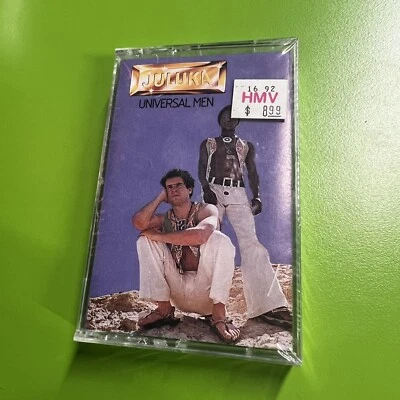 JULUKA
UNIVERSAL MEN
16 92
HMV
$ 8.99